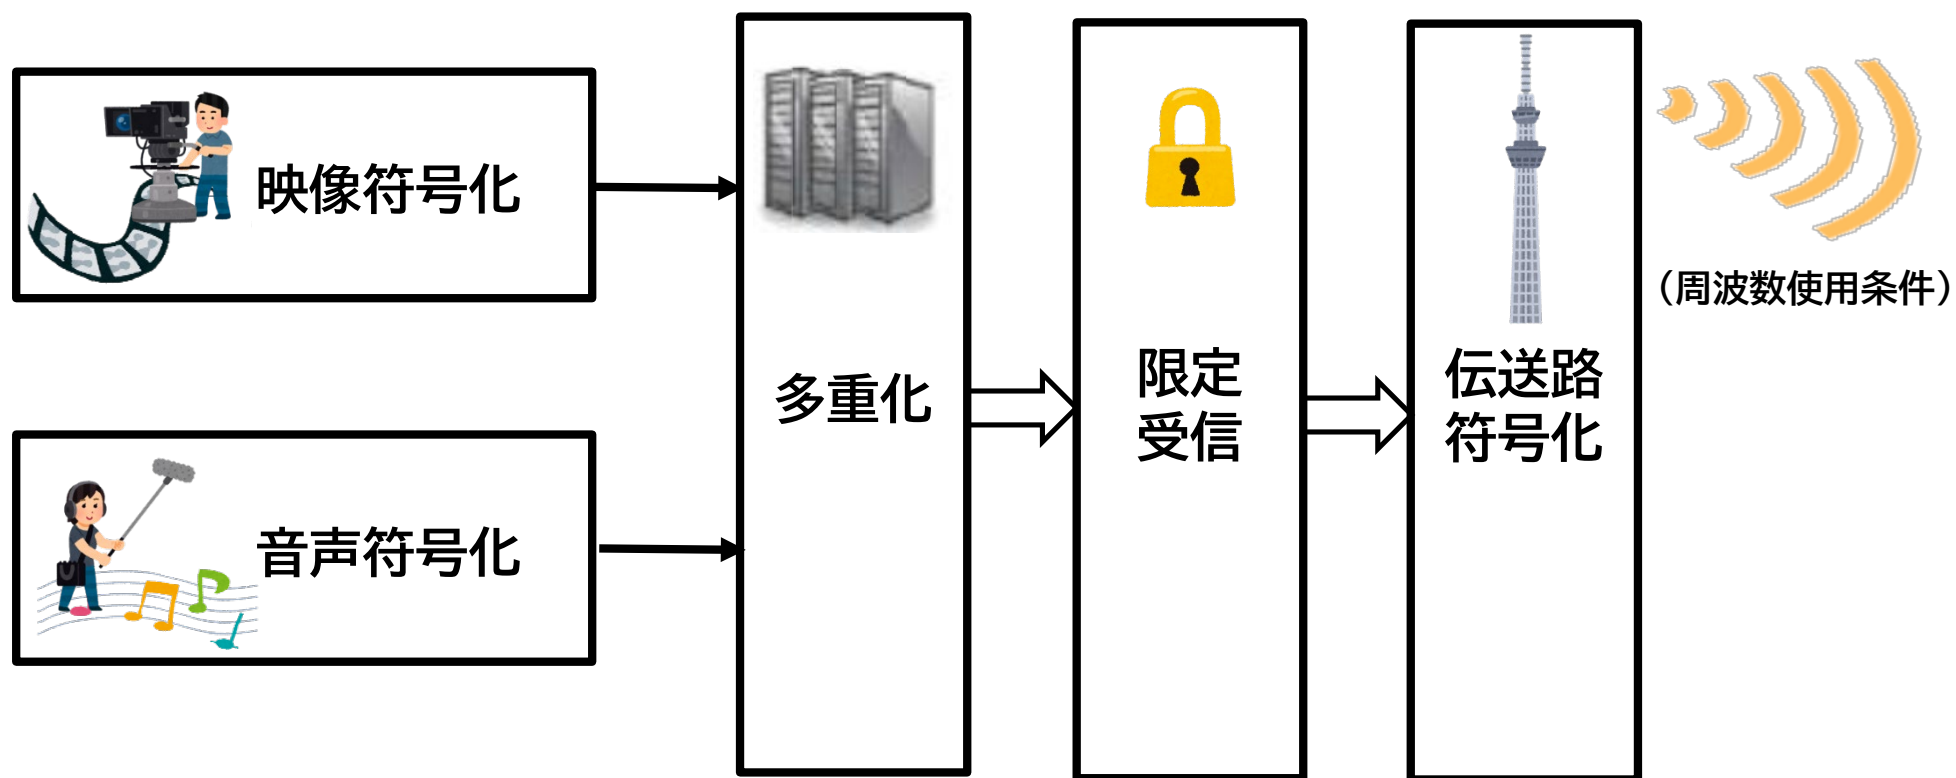 映像符号化
音声符号化
多重化
限定
受信
伝送路
符号化
（周波数使用条件）